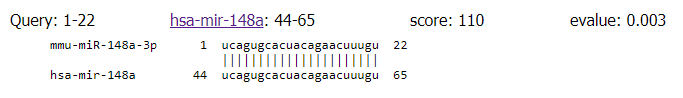 Query: 1-22 hsa-mir-148a: 44-65 score: 110 evalue: 0.003
mmu-miR-148a-3p 1 ucagugcacuacagaacuuugu 22
||||||||||||||||||||||
hsa-mir-148a 44 ucagugcacuacagaacuuugu 65